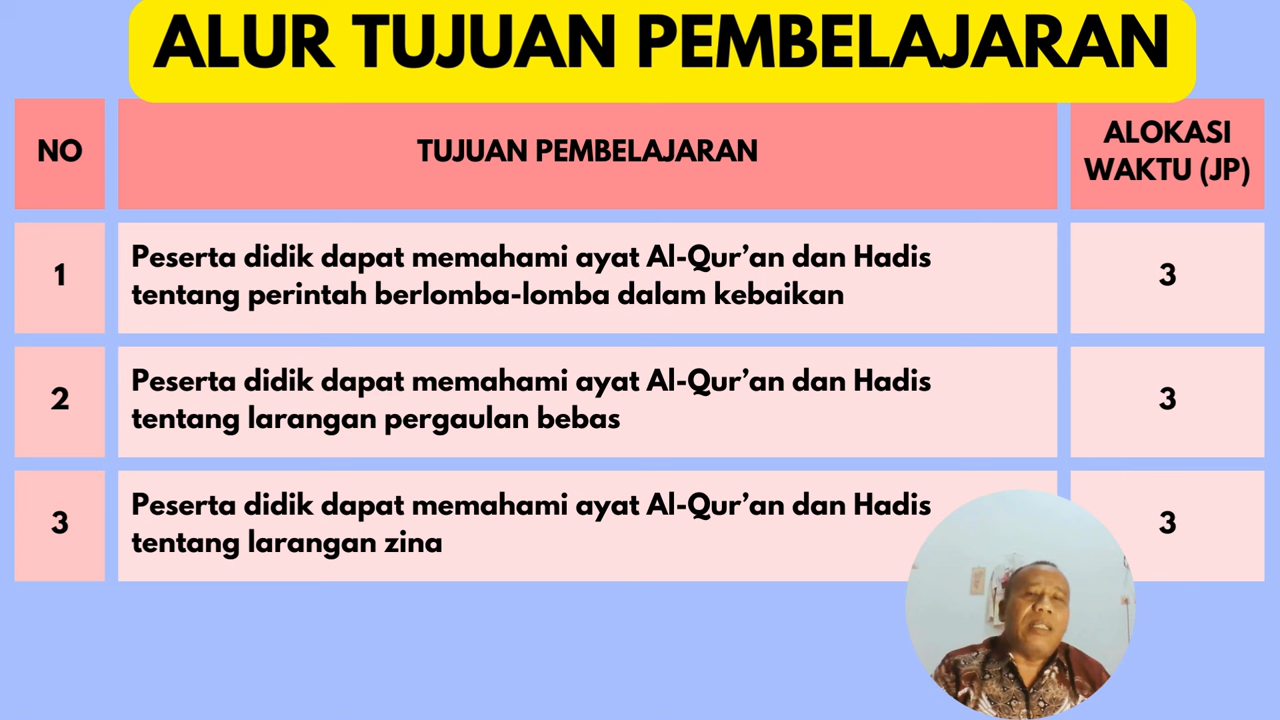 ALUR TUJUAN PEMBELAJARAN
NO
TUJUAN PEMBELAJARAN
ALOKASI
WAKTU (JP)
1
Peserta didik dapat memahami ayat Al-Qur’an dan Hadis
tentang perintah berlomba-lomba dalam kebaikan
3
2
Peserta didik dapat memahami ayat Al-Qur’an dan Hadis
tentang larangan pergaulan bebas
3
3
Peserta didik dapat memahami ayat Al-Qur’an dan Hadis
tentang larangan zina
3